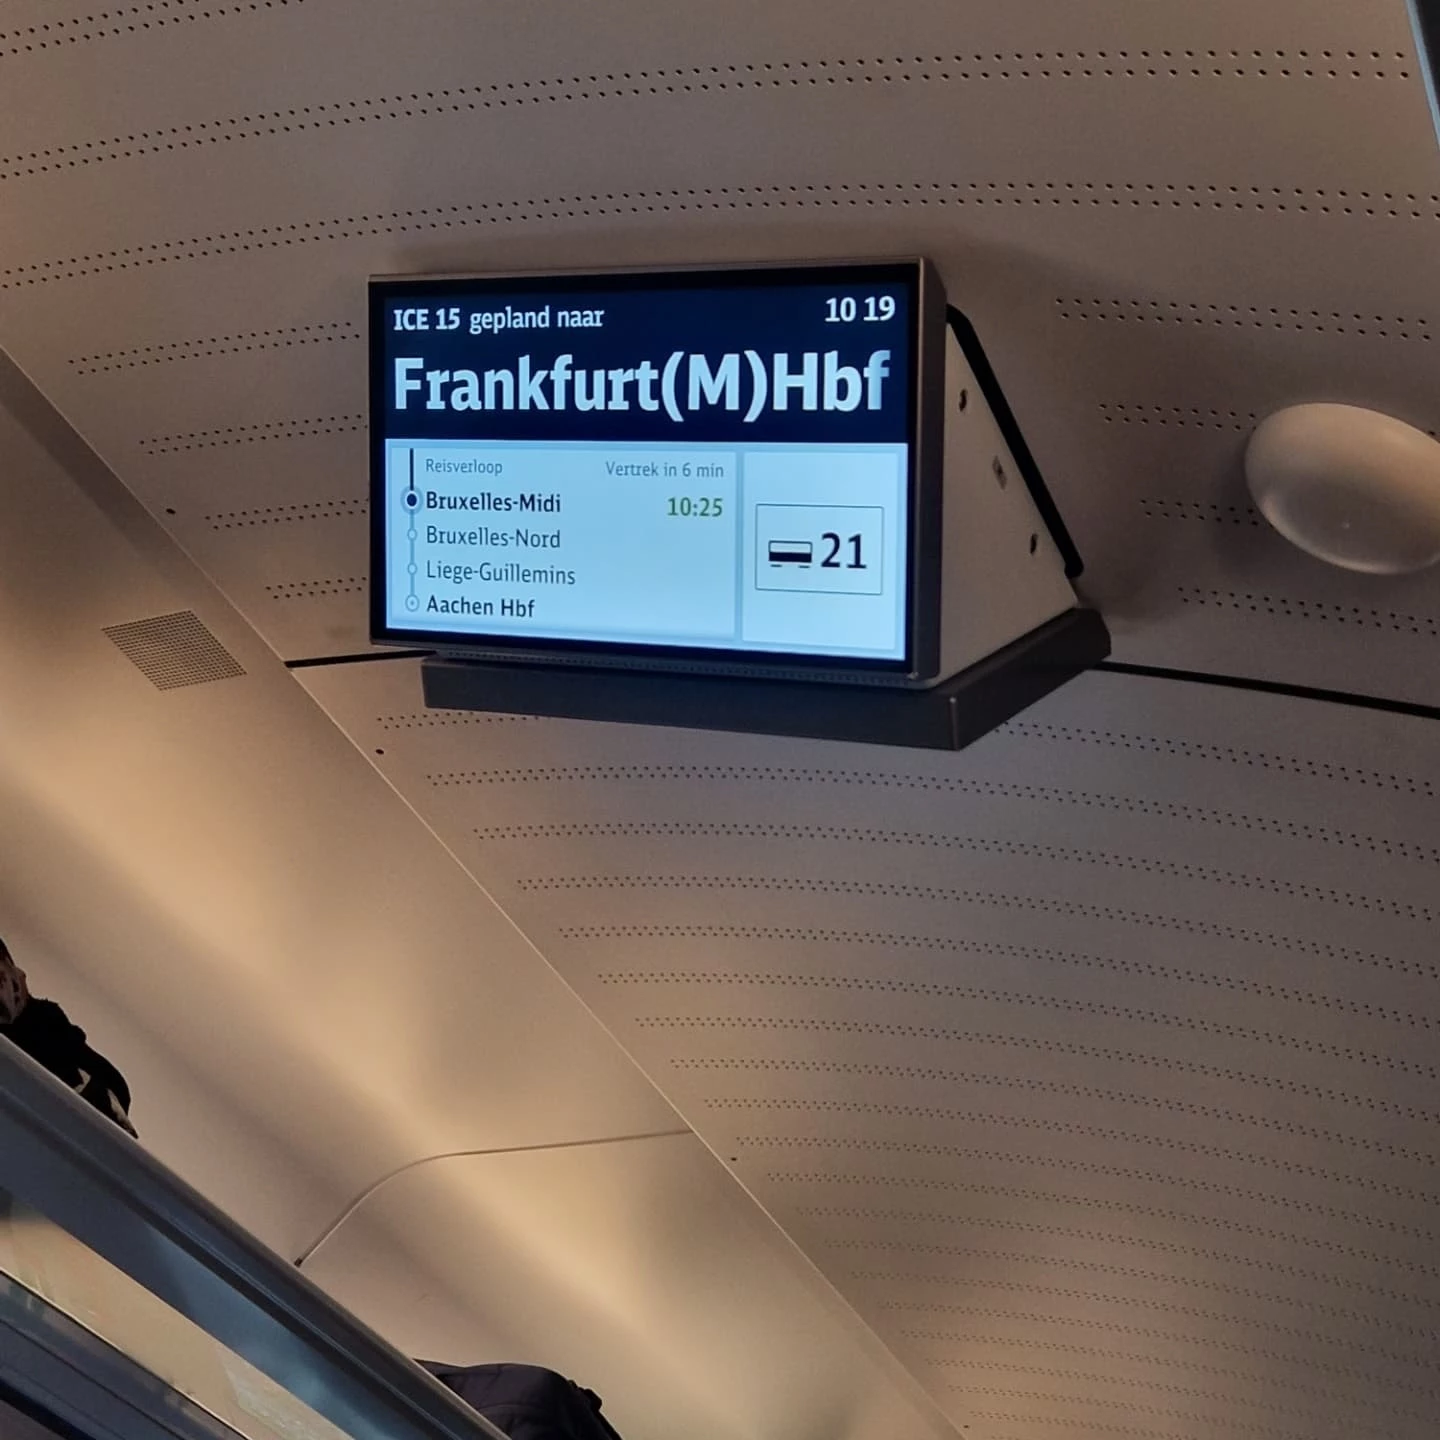 ICE 15 gepland naar 10 19
Frankfurt(M)Hbf
Reisverloop Vertrek in 6 min
Bruxelles-Midi 10:25
Bruxelles-Nord
Liege-Guillemins
Aachen Hbf
21